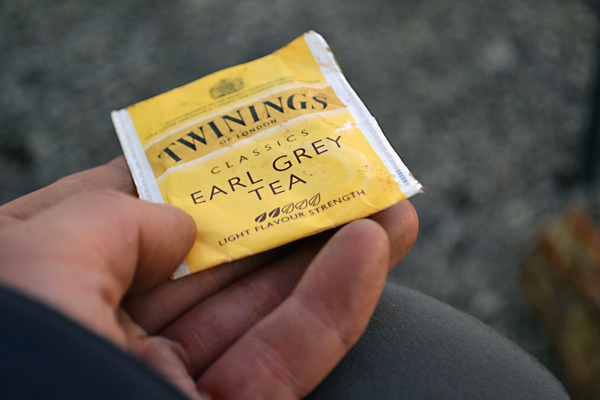 TWININGS
OF LONDON
CLASSICS
EARL GREY
TEA
LIGHT FLAVOUR STRENGTH